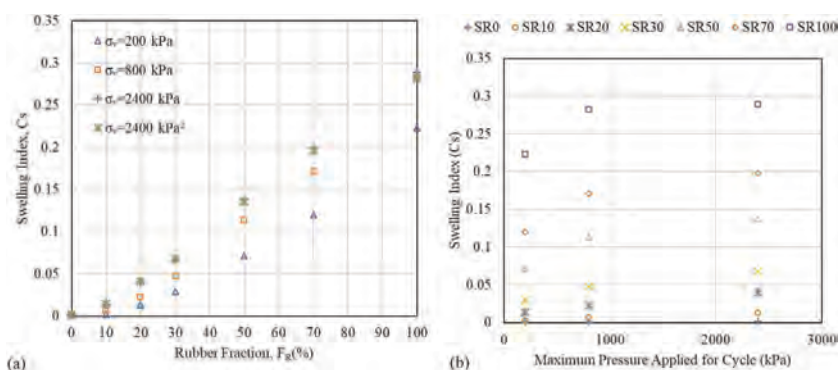 0.35
0.3
0.25
0.2
0.15
0.1
0.05
0
Swelling Index, Cs
σᵥ=200 kPa
σᵥ=800 kPa
σᵥ=2400 kPa
σᵥ=2400 kPa²
0 10 20 30 40 50 60 70 80 90 100
Rubber Fraction, F_R(%)
(a)
SR0 SR10 SR20 SR30 SR50 SR70 SR100
0.35
0.3
0.25
0.2
0.15
0.1
0.05
0
Swelling Index (Cs)
0 1000 2000 3000
Maximum Pressure Applied for Cycle (kPa)
(b)